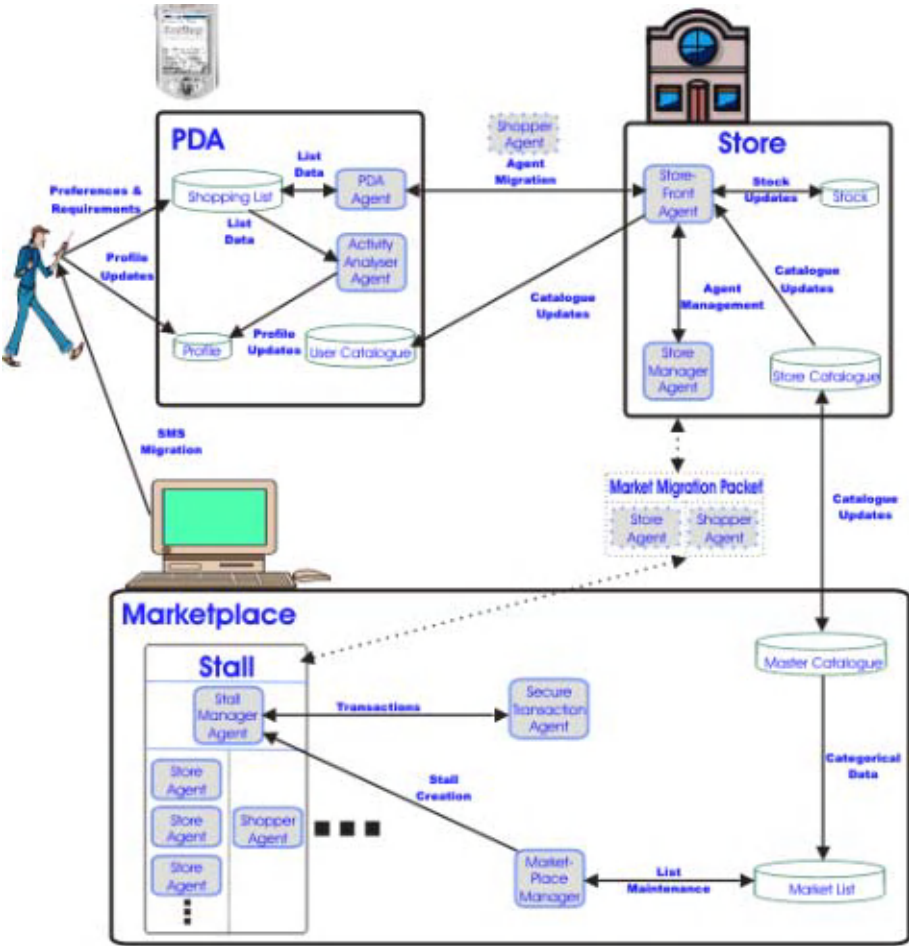 PDA
Shopping List
List
Data
PDA
Agent
List
Data
Activity
Analyser
Agent
Profile
Profile
Updates
User Catalogue
Preferences &
Requirements
Profile
Updates
SMS
Migration
Shopper
Agent
Agent
Migration
Store
Store-
Front
Agent
Stock
Updates
Stock
Catalogue
Updates
Agent
Management
Catalogue
Updates
Store
Manager
Agent
Store Catalogue
Market Migration Packet
Store
Agent
Shopper
Agent
Catalogue
Updates
Marketplace
Stall
Stall
Manager
Agent
Transactions
Secure
Transaction
Agent
Master Catalogue
Stall
Creation
Categorical
Data
Store
Agent
Store
Agent
Store
Agent
Shopper
Agent
Market-
Place
Manager
List
Maintenance
Market List